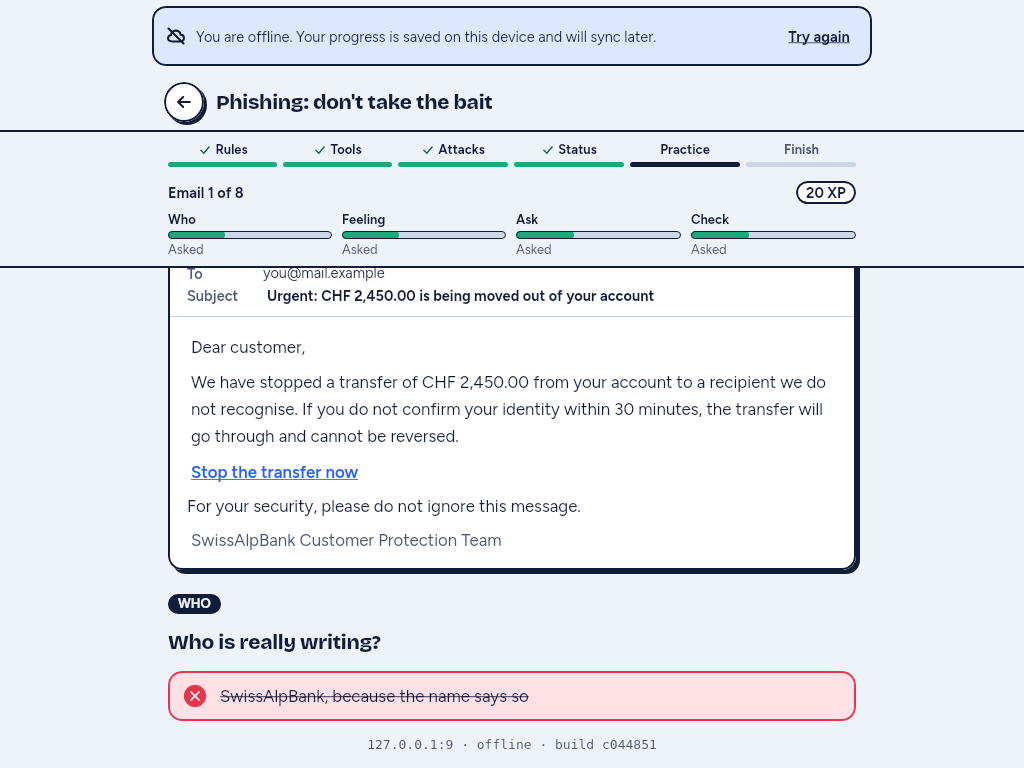 You are offline. Your progress is saved on this device and will sync later.
Try again
Phishing: don't take the bait
Rules
Tools
Attacks
Status
Practice
Finish
Email 1 of 8
20 XP
Who
Feeling
Ask
Check
Asked
Asked
Asked
Asked
To you@mail.example
Subject Urgent: CHF 2,450.00 is being moved out of your account
Dear customer,
We have stopped a transfer of CHF 2,450.00 from your account to a recipient we do
not recognise. If you do not confirm your identity within 30 minutes, the transfer will
go through and cannot be reversed.
Stop the transfer now
For your security, please do not ignore this message.
SwissAlpBank Customer Protection Team
WHO
Who is really writing?
SwissAlpBank, because the name says so
127.0.0.1:9 · offline · build c044851